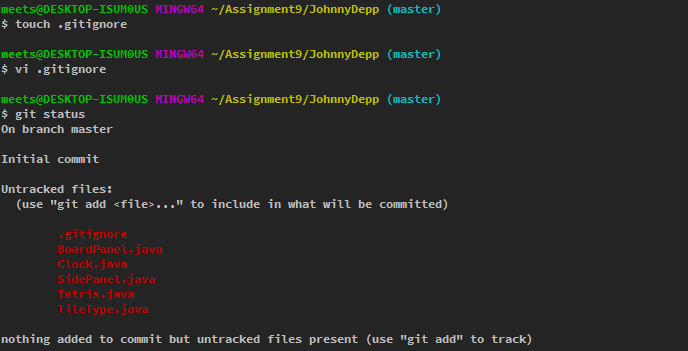 meets@DESKTOP-ISUM0US MINGW64 ~/Assignment9/JohnnyDepp (master)
$ touch .gitignore
meets@DESKTOP-ISUM0US MINGW64 ~/Assignment9/JohnnyDepp (master)
$ vi .gitignore
meets@DESKTOP-ISUM0US MINGW64 ~/Assignment9/JohnnyDepp (master)
$ git status
On branch master
Initial commit
Untracked files:
(use "git add <file>..." to include in what will be committed)
.gitignore
BoardPanel.java
Clock.java
SidePanel.java
Tetris.java
TileType.java
nothing added to commit but untracked files present (use "git add" to track)